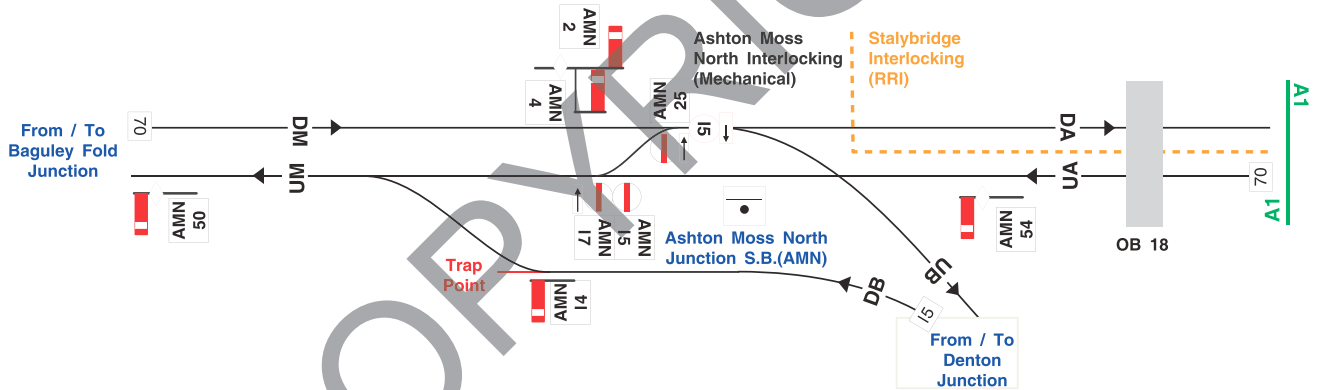 AMN
2
AMN
4
Ashton Moss
North Interlocking
(Mechanical)
Stalybridge
Interlocking
(RRI)
AMN
25
A1
70
DM
15
DA
From / To
Baguley Fold
Junction
UM
UA
70
A1
AMN
50
AMN
17
AMN
15
Ashton Moss North
Junction S.B.(AMN)
AMN
54
OB 18
Trap
Point
AMN
14
UB
DB
15
From / To
Denton
Junction
OPYRIG